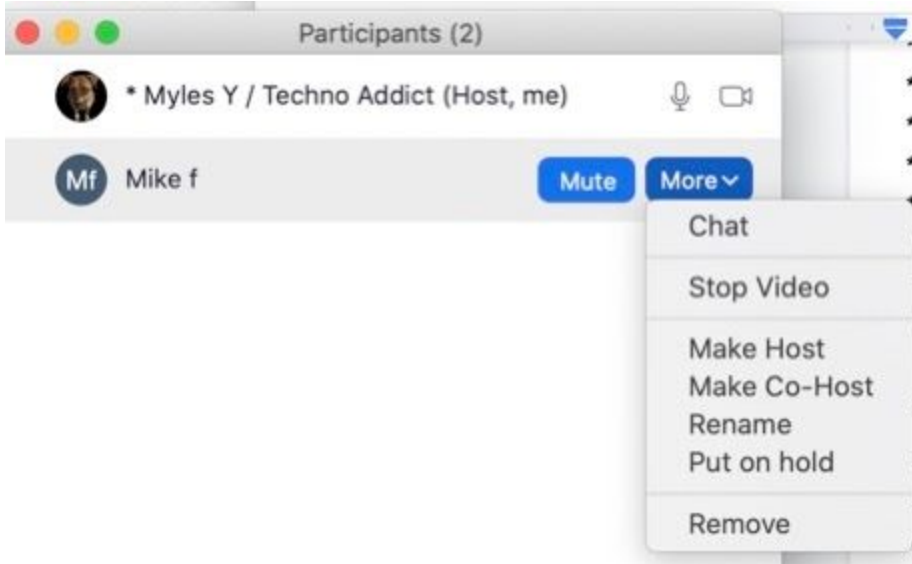 Participants (2)
* Myles Y / Techno Addict (Host, me)
Mf Mike f Mute More
Chat
Stop Video
Make Host
Make Co-Host
Rename
Put on hold
Remove